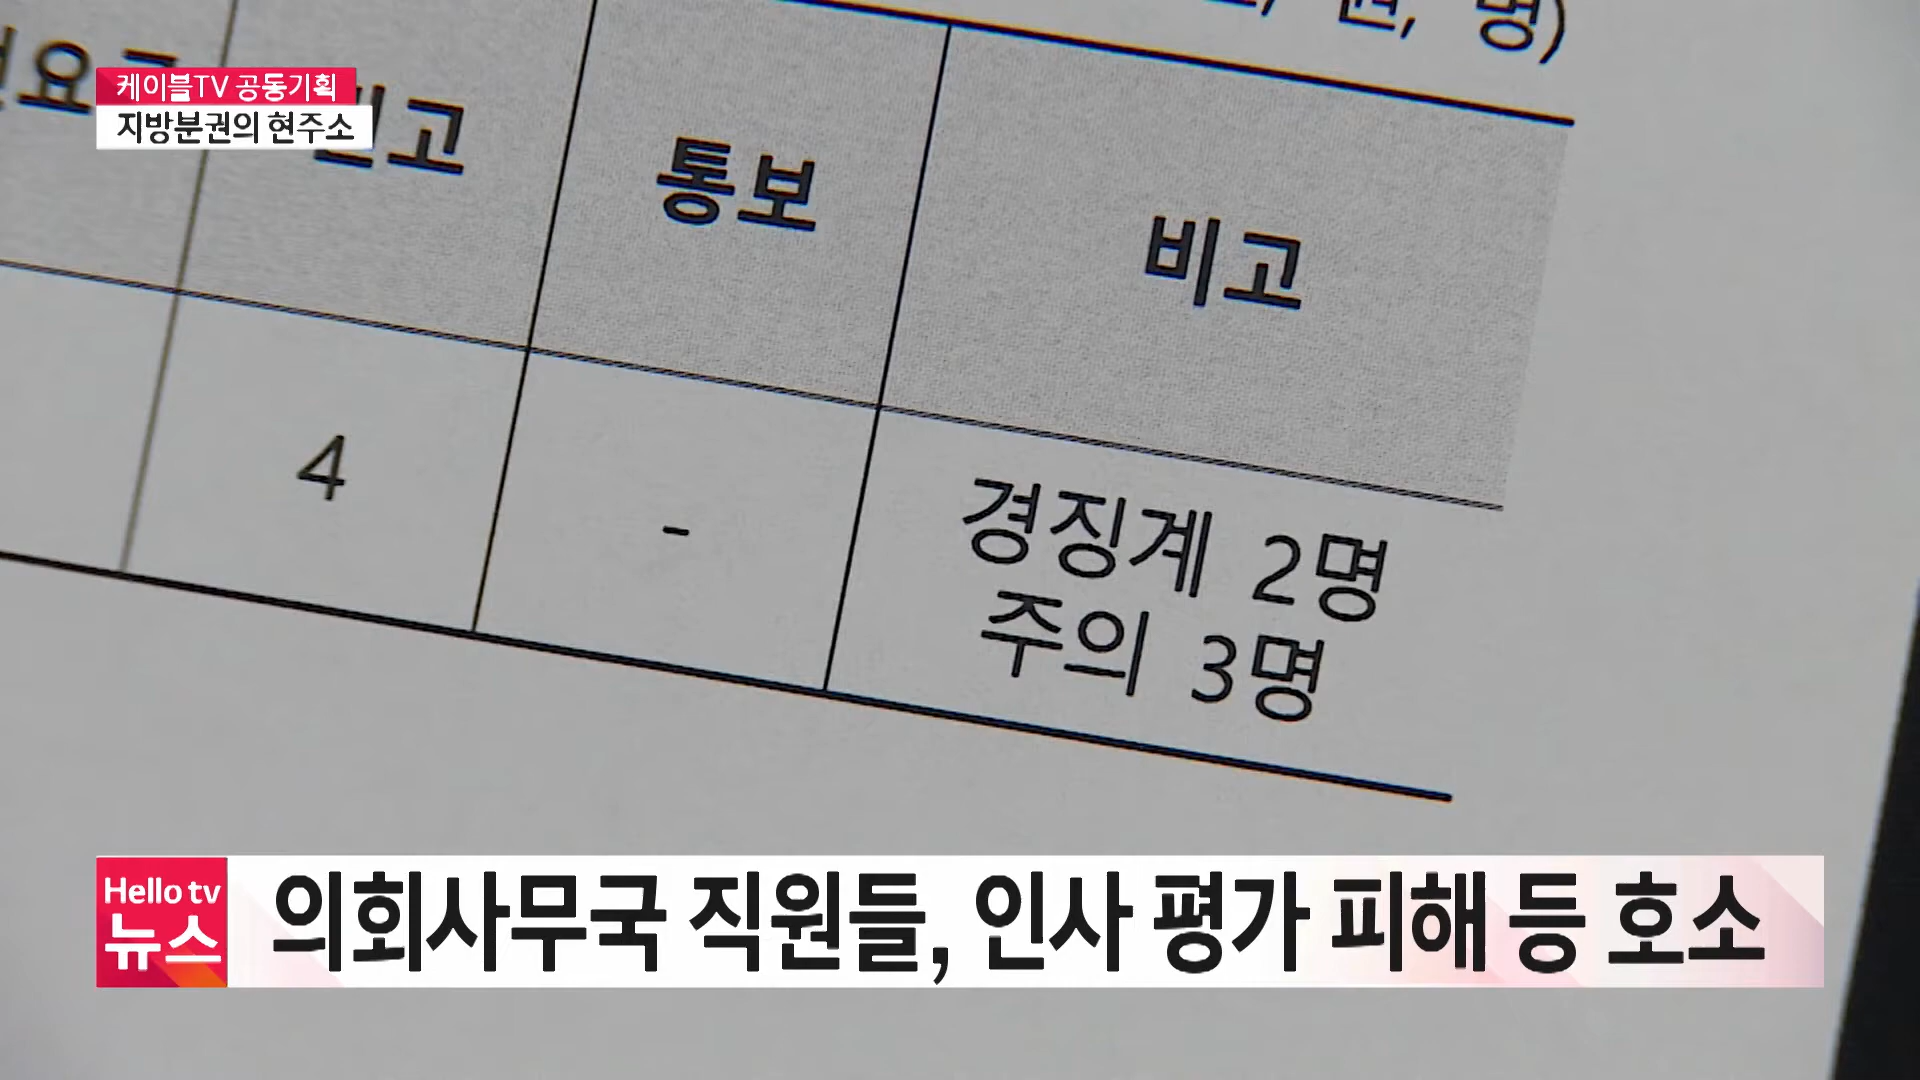 명)
케이블TV 공동기획
지방분권의 현주소
고
통보
비고
4
-
경징계 2명
주의 3명
Hello tv
뉴스
의회사무국 직원들, 인사 평가 피해 등 호소